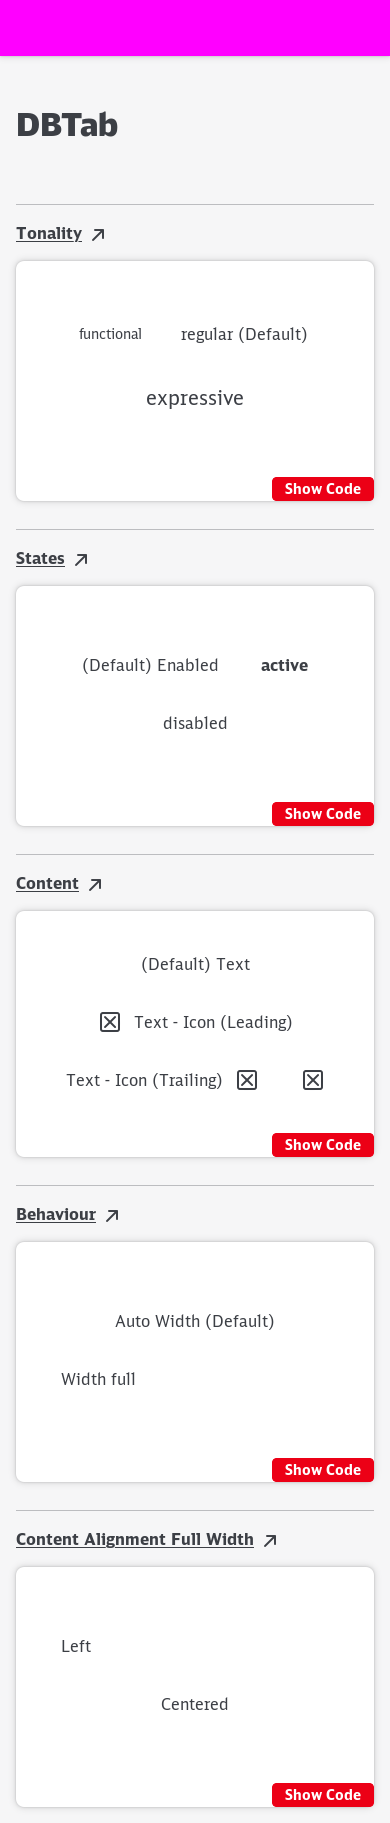 DBTab
Tonality
functional regular (Default)
expressive
Show Code
States
(Default) Enabled active
disabled
Show Code
Content
(Default) Text
Text - Icon (Leading)
Text - Icon (Trailing)
Show Code
Behaviour
Auto Width (Default)
Width full
Show Code
Content Alignment Full Width
Left
Centered
Show Code